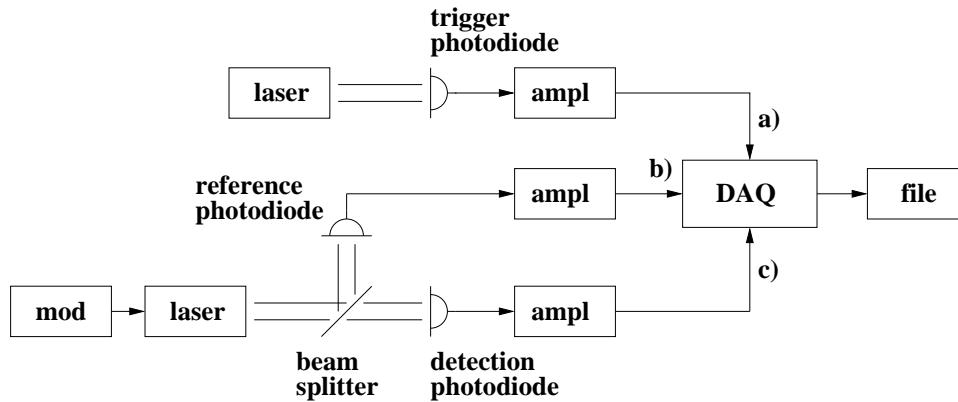 trigger
photodiode
laser
ampl
a)
reference
photodiode
ampl
b)
DAQ
file
c)
mod
laser
ampl
beam
splitter
detection
photodiode